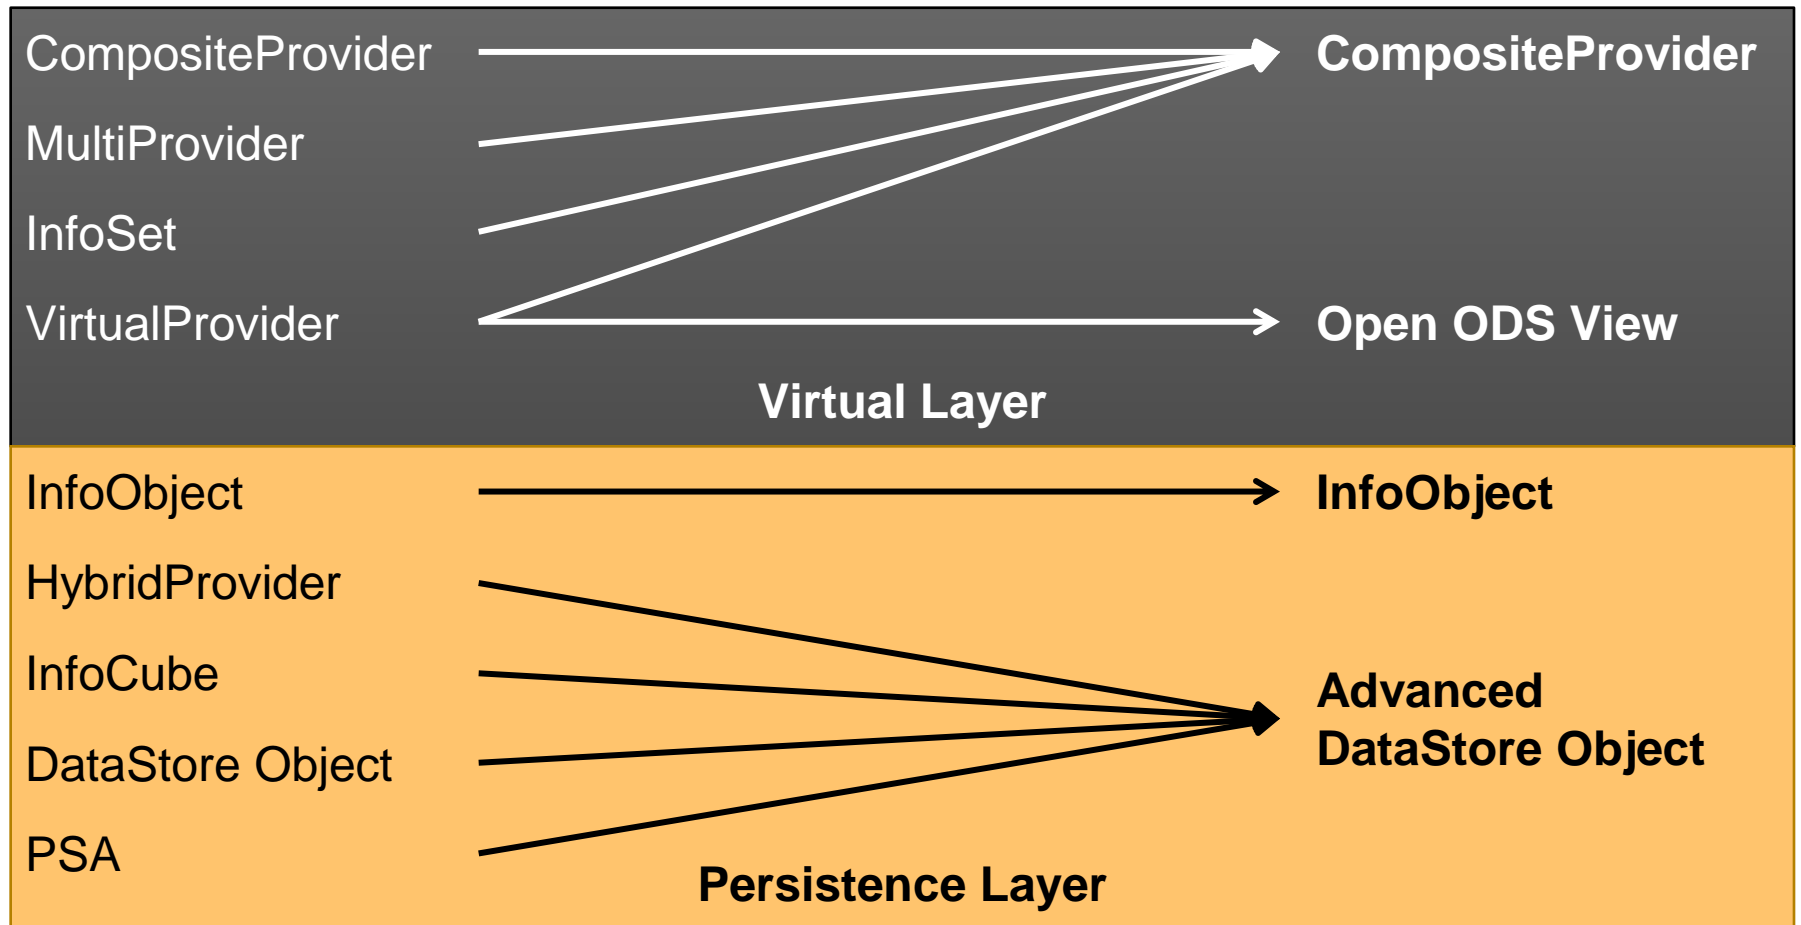 CompositeProvider CompositeProvider
MultiProvider
InfoSet
VirtualProvider Open ODS View
Virtual Layer
InfoObject InfoObject
HybridProvider
InfoCube
Advanced
DataStore Object
DataStore Object
PSA
Persistence Layer